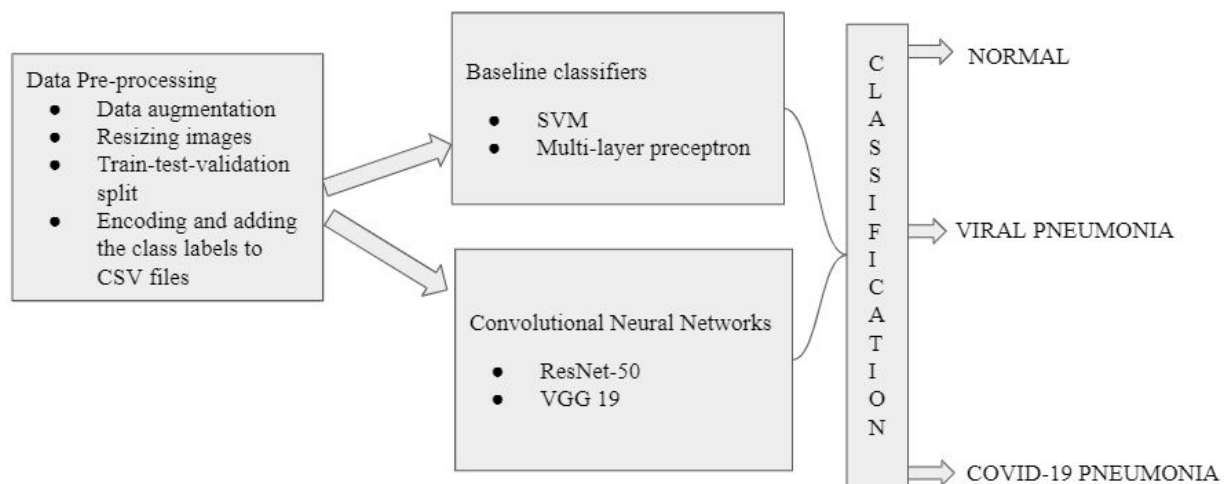 Data Pre-processing
● Data augmentation
● Resizing images
● Train-test-validation
split
● Encoding and adding
the class labels to
CSV files
Baseline classifiers
● SVM
● Multi-layer preceptron
Convolutional Neural Networks
● ResNet-50
● VGG 19
C
L
A
S
S
I
F
I
C
A
T
I
O
N
NORMAL
VIRAL PNEUMONIA
COVID-19 PNEUMONIA